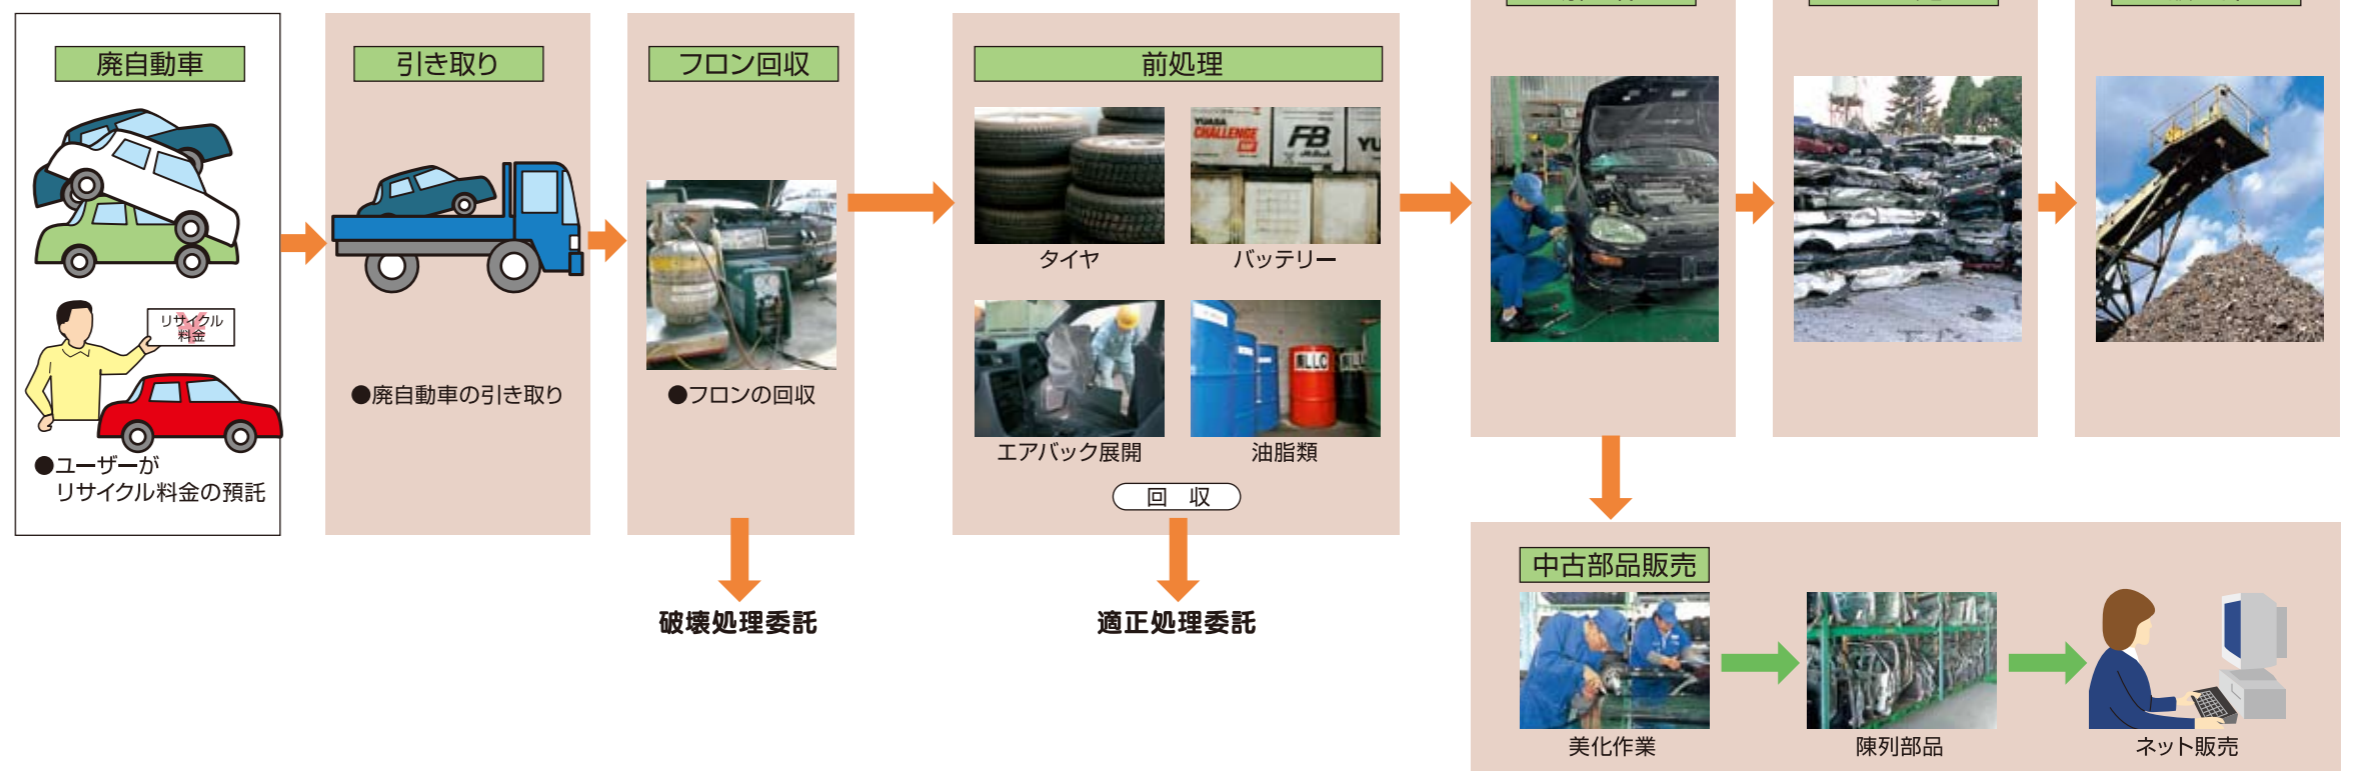 廃自動車
リサイクル
料金
●ユーザーが
リサイクル料金の預託
引き取り
●廃自動車の引き取り
フロン回収
●フロンの回収
破壊処理委託
前処理
タイヤ
YUASA
CHALLENGE
FB
YU
バッテリー
エアバック展開
LLC
油脂類
回 収
適正処理委託
中古部品販売
美化作業
陳列部品
ネット販売